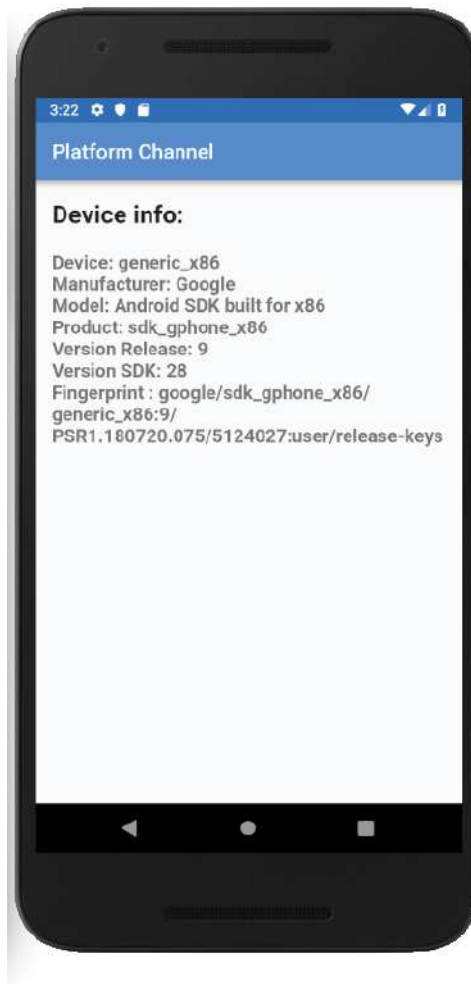 3:22
Platform Channel
Device info:
Device: generic_x86
Manufacturer: Google
Model: Android SDK built for x86
Product: sdk_gphone_x86
Version Release: 9
Version SDK: 28
Fingerprint : google/sdk_gphone_x86/
generic_x86:9/
PSR1.180720.075/5124027:user/release-keys